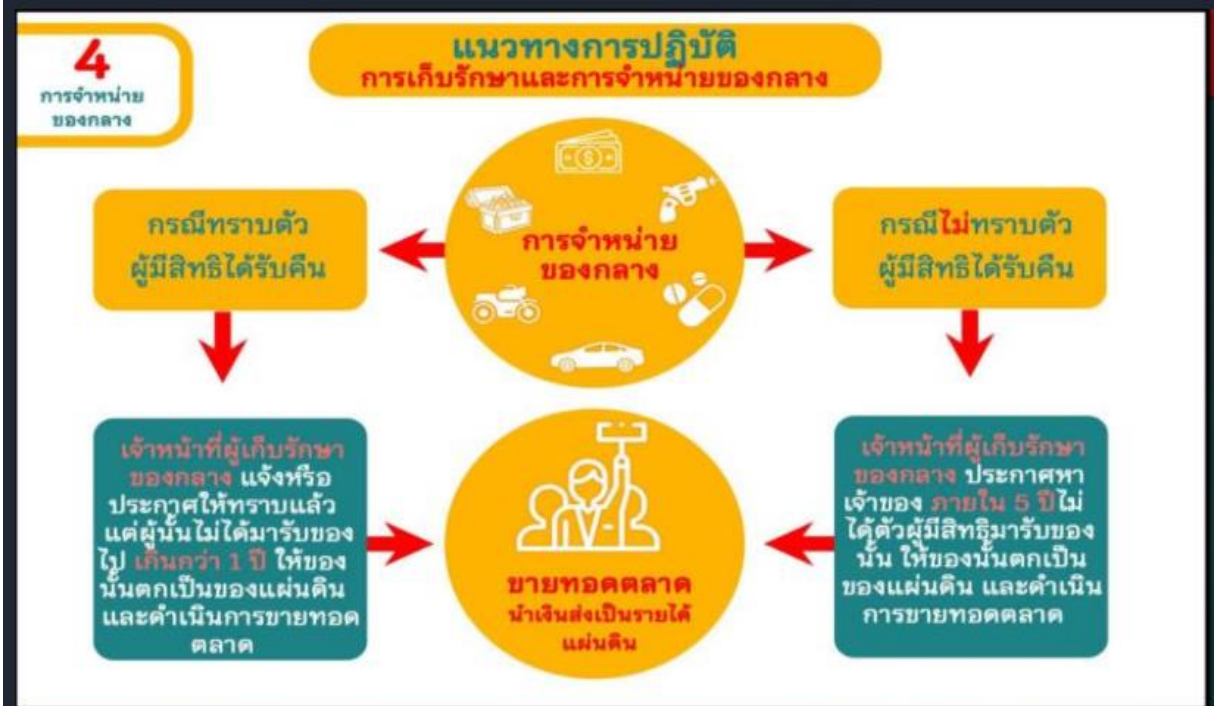 4
การจำหน่าย
ของกลาง
แนวทางการปฏิบัติ
การเก็บรักษาและการจำหน่ายของกลาง
กรณีทราบตัว
ผู้มีสิทธิได้รับคืน
การจำหน่าย
ของกลาง
กรณีไม่ทราบตัว
ผู้มีสิทธิได้รับคืน
เจ้าหน้าที่ผู้เก็บรักษา
ของกลาง แจ้งหรือ
ประกาศให้ทราบแล้ว
แต่ผู้นั้นไม่ได้มารับของ
ไป เกินกว่า 1 ปี ให้ของ
นั้นตกเป็นของแผ่นดิน
และดำเนินการขายทอด
ตลาด
ขายทอดตลาด
นำเงินส่งเป็นรายได้
แผ่นดิน
เจ้าหน้าที่ผู้เก็บรักษา
ของกลาง ประกาศหา
เจ้าของ ภายใน 5 ปีไม่
ได้ตัวผู้มีสิทธิมารับของ
นั้น ให้ของนั้นตกเป็น
ของแผ่นดิน และดำเนิน
การขายทอดตลาด